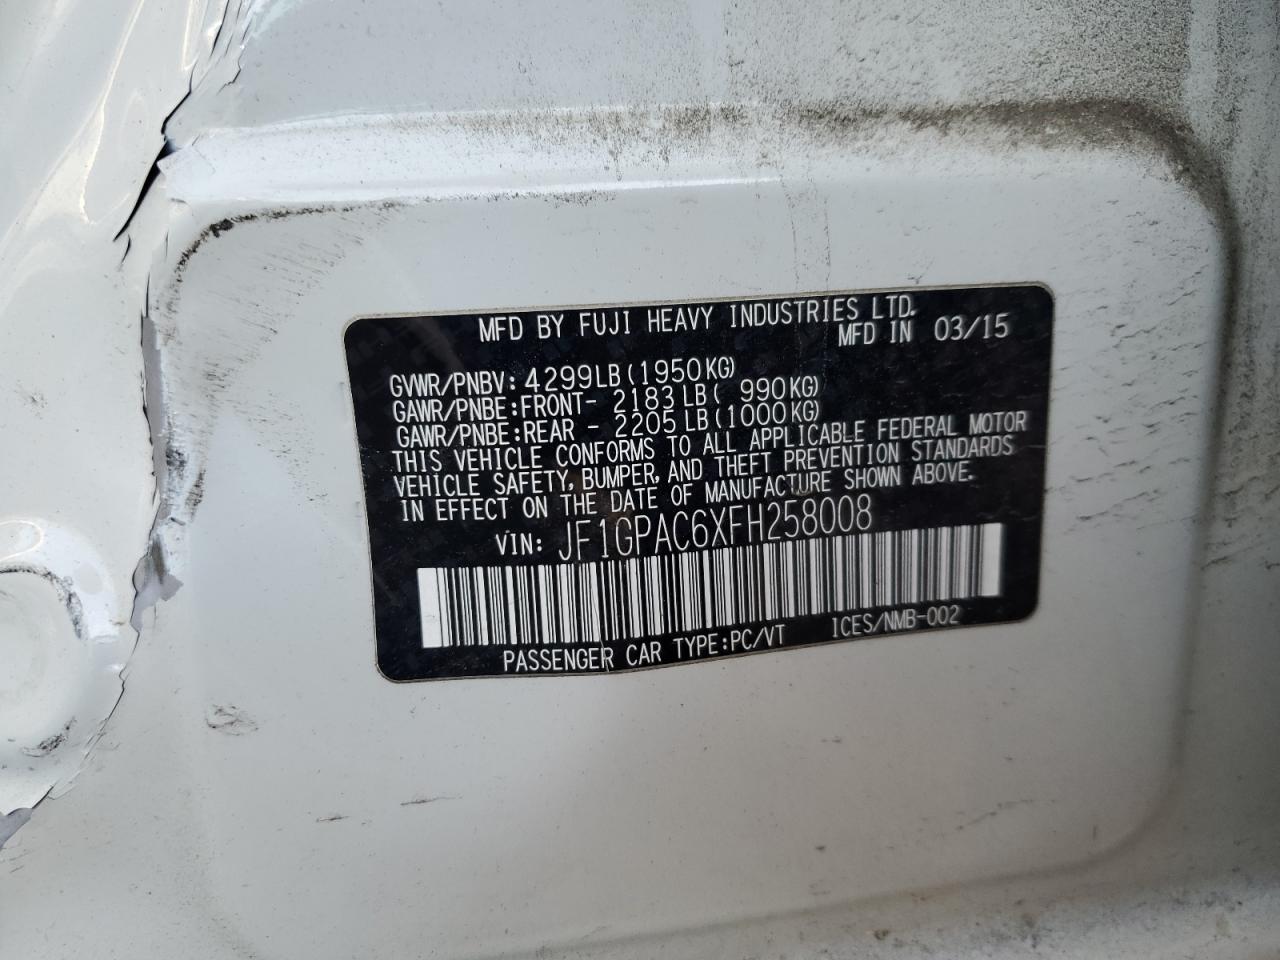 MFD BY FUJI HEAVY INDUSTRIES LTD.
MFD IN 03/15
GVWR/PNBV: 4299LB (1950KG)
GAWR/PNBE:FRONT- 2183LB( 990KG)
GAWR/PNBE:REAR - 2205LB(1000KG)
THIS VEHICLE CONFORMS TO ALL APPLICABLE FEDERAL MOTOR
VEHICLE SAFETY, BUMPER, AND THEFT PREVENTION STANDARDS
IN EFFECT ON THE DATE OF MANUFACTURE SHOWN ABOVE.
VIN: JF1GPAC6XFH258008
PASSENGER CAR TYPE:PC/VT ICES/NMB-002